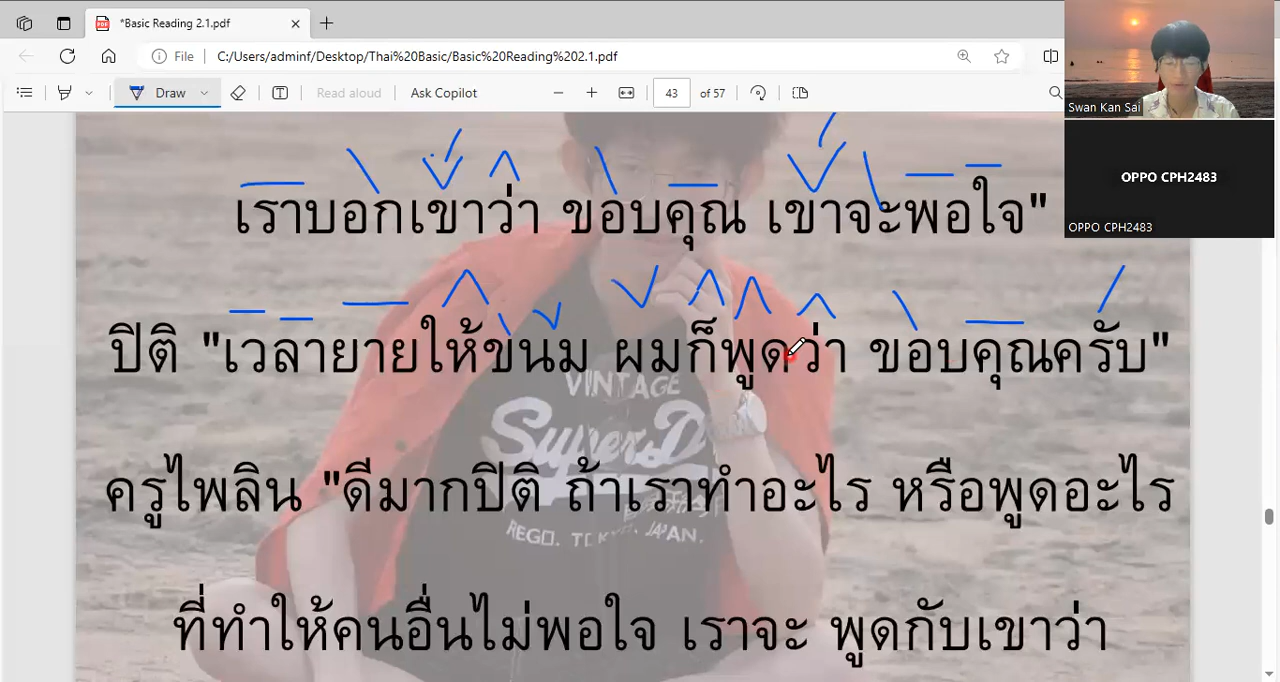 *Basic Reading 2.1.pdf
File C:/Users/adminf/Desktop/Thai%20Basic/Basic%20Reading%202.1.pdf
Draw Read aloud Ask Copilot 43 of 57
Swan Kan Sai
OPPO CPH2483
OPPO CPH2483
เราบอกเขาว่า ขอบคุณ เขาจะพอใจ"
ปิติ "เวลายายให้ขนม ผมก็พูดว่า ขอบคุณครับ"
VINTAGE
Super D
ครูไพลิน "ดีมากปิติ ถ้าเราทำอะไร หรือพูดอะไร
REGD. TOKYO. JAPAN.
ที่ทำให้คนอื่นไม่พอใจ เราจะ พูดกับเขาว่า